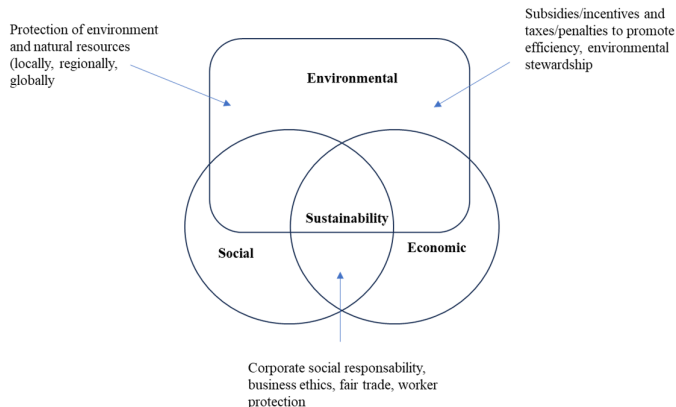 Protection of environment
and natural resources
(locally, regionally,
globally
Subsidies/incentives and
taxes/penalties to promote
efficiency, environmental
stewardship
Environmental
Sustainability
Social
Economic
Corporate social responsability,
business ethics, fair trade, worker
protection